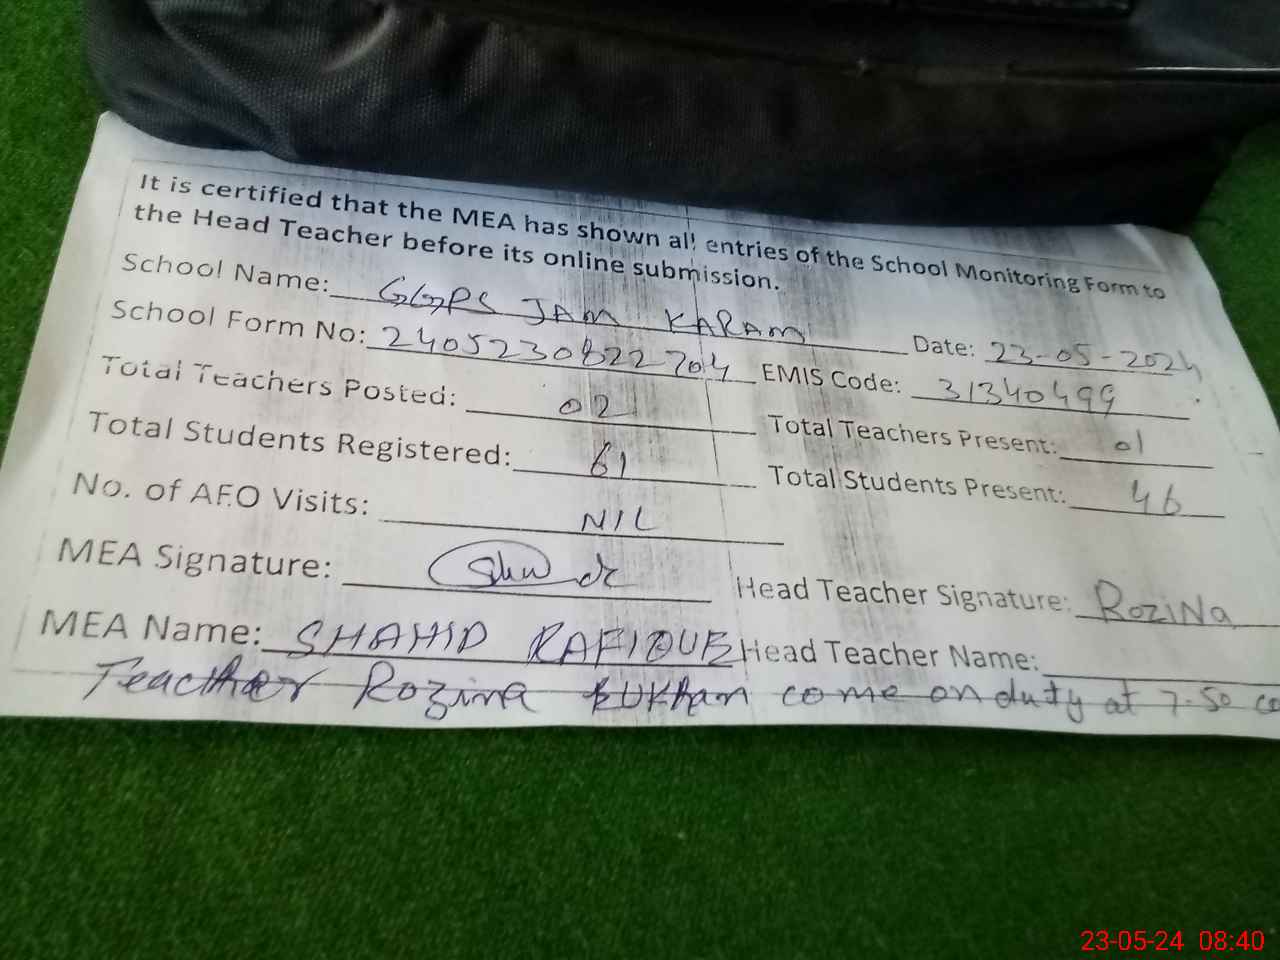 It is certified that the MEA has shown all entries of the School Monitoring Form to
the Head Teacher before its online submission.
School Name: GGPS JAM KARAM Date: 23-05-2024
School Form No: 2405230822704 EMIS Code: 31340499
Total Teachers Posted: 02 Total Teachers Present: 01
Total Students Registered: 61 Total Students Present: 46
No. of AEO Visits: NIL
MEA Signature: Head Teacher Signature: ROZINa
MEA Name: SHAHID RAFIQUE Head Teacher Name:
Teacher Rozina come on duty at 7.50
23-05-24 08:40